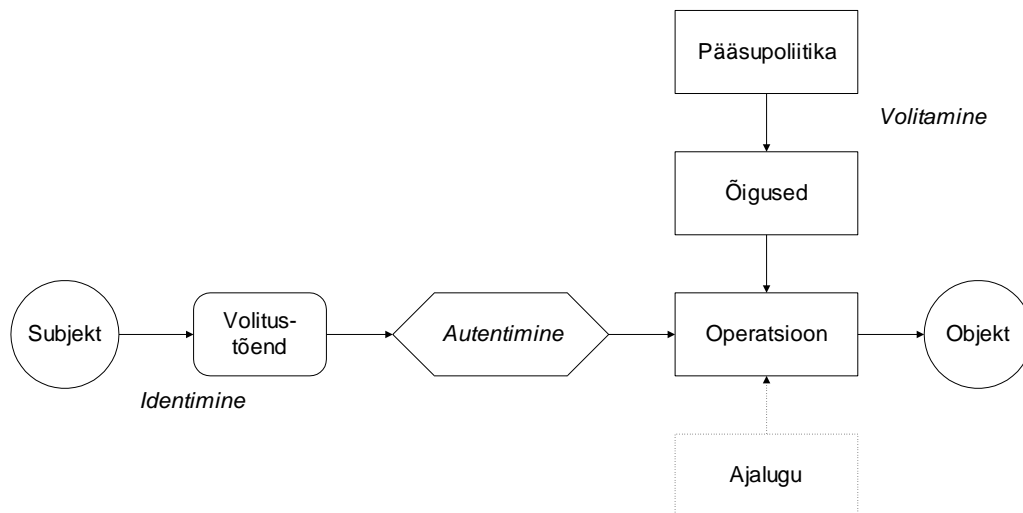 Pääsupoliitika
Volitamine
Õigused
Subjekt
Volitus-
tõend
Autentimine
Operatsioon
Objekt
Identimine
Ajalugu